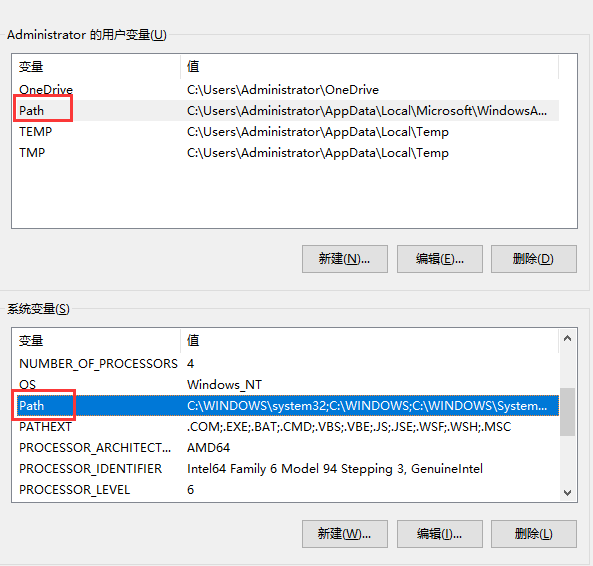 Administrator 的用户变量(U)
变量 值
OneDrive C:\Users\Administrator\OneDrive
Path C:\Users\Administrator\AppData\Local\Microsoft\WindowsA...
TEMP C:\Users\Administrator\AppData\Local\Temp
TMP C:\Users\Administrator\AppData\Local\Temp
新建(N)... 编辑(E)... 删除(D)
系统变量(S)
变量 值
NUMBER_OF_PROCESSORS 4
OS Windows_NT
Path C:\WINDOWS\system32;C:\WINDOWS;C:\WINDOWS\System...
PATHEXT .COM;.EXE;.BAT;.CMD;.VBS;.VBE;.JS;.JSE;.WSF;.WSH;.MSC
PROCESSOR_ARCHITECT... AMD64
PROCESSOR_IDENTIFIER Intel64 Family 6 Model 94 Stepping 3, GenuineIntel
PROCESSOR_LEVEL 6
新建(W)... 编辑(I)... 删除(L)